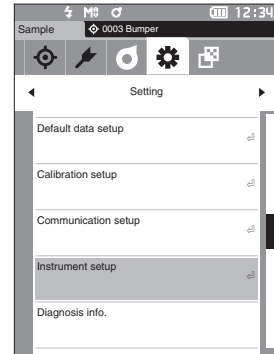 12:34
Sample
0003 Bumper
Setting
Default data setup
Calibration setup
Communication setup
Instrument setup
Diagnosis info.